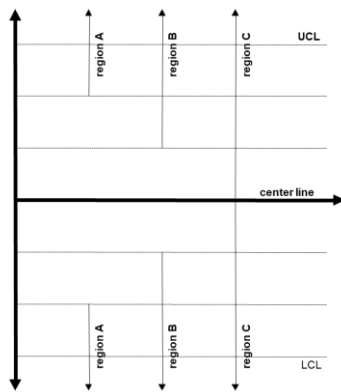 UCL
region A
region B
region C
center line
region A
region B
region C
LCL